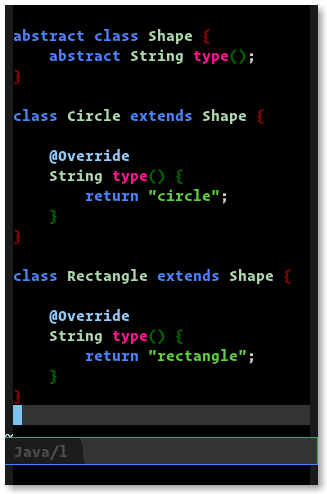 abstract class Shape {
    abstract String type();
}

class Circle extends Shape {

    @Override
    String type() {
        return "circle";
    }
}

class Rectangle extends Shape {

    @Override
    String type() {
        return "rectangle";
    }
}
~
Java/l